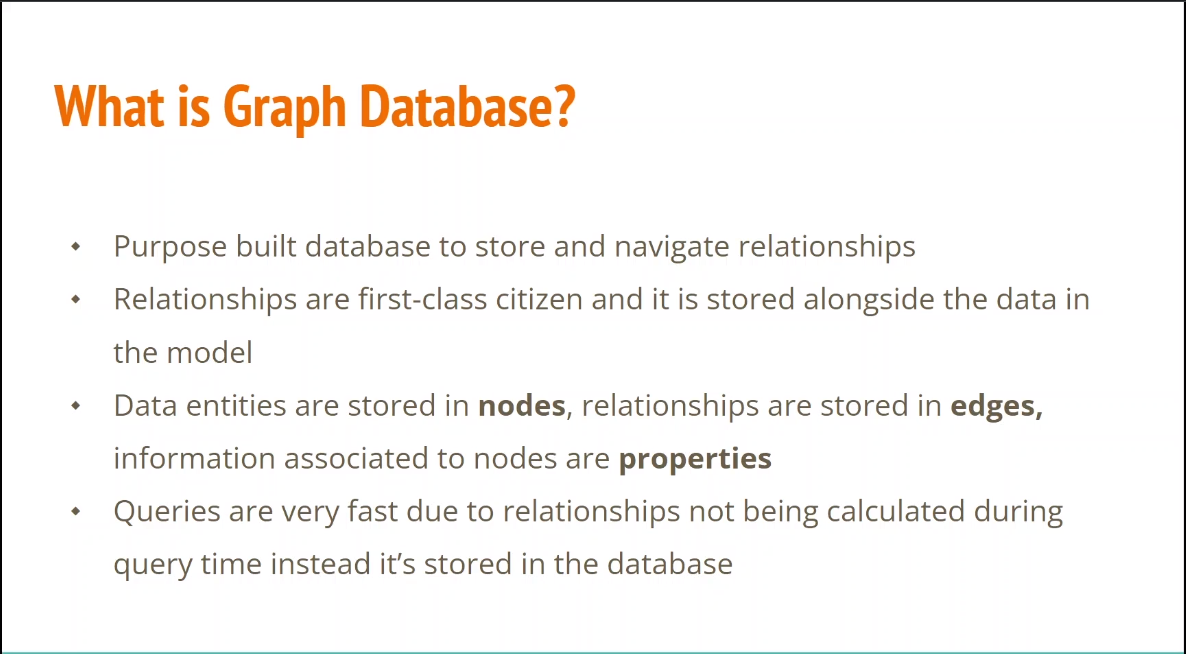 What is Graph Database?
Purpose built database to store and navigate relationships
Relationships are first-class citizen and it is stored alongside the data in
the model
Data entities are stored in nodes, relationships are stored in edges,
information associated to nodes are properties
Queries are very fast due to relationships not being calculated during
query time instead it’s stored in the database